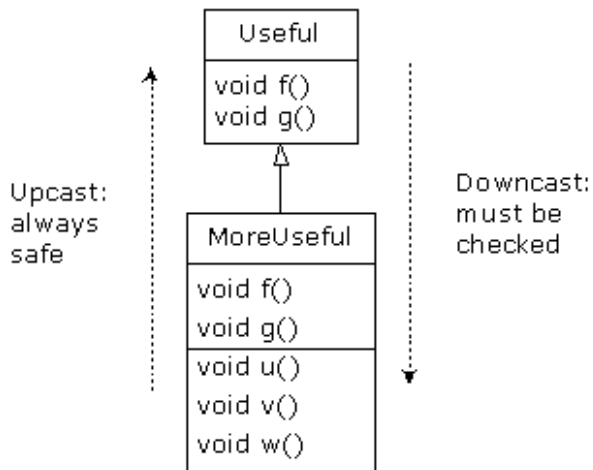 Useful
void f()
void g()
Upcast:
always
safe
Downcast:
must be
checked
MoreUseful
void f()
void g()
void u()
void v()
void w()